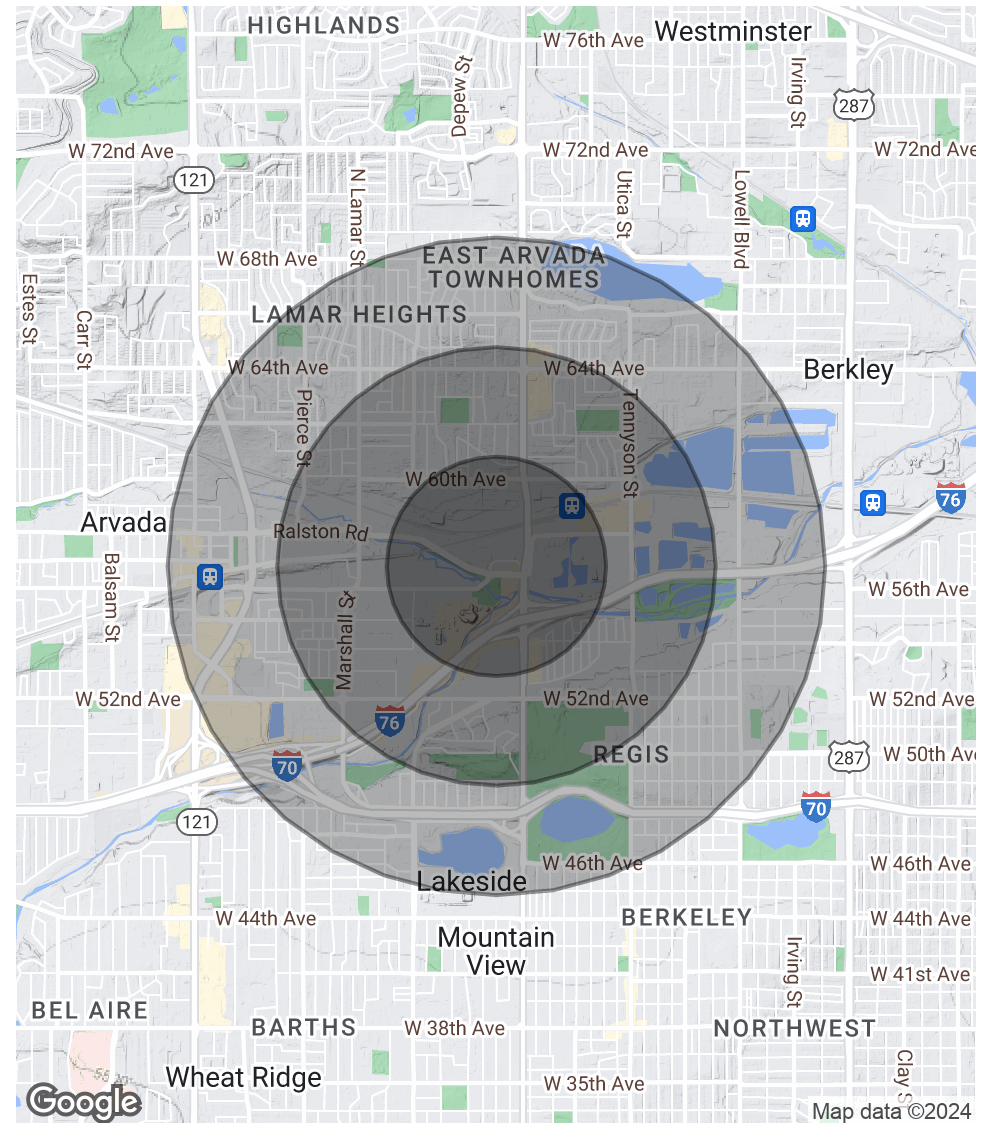 HIGHLANDS
W 76th Ave
Westminster
Depew St
Irving St
287
W 72nd Ave
W 72nd Ave
W 72nd Ave
121
N Lamar St
Utica St
Lowell Blvd
W 68th Ave
EAST ARVADA
TOWNHOMES
Estes St
Carr St
LAMAR HEIGHTS
W 64th Ave
W 64th Ave
Berkley
Pierce St
Tennyson St
W 60th Ave
76
Arvada
Ralston Rd
Balsam St
W 56th Ave
Marshall St
W 52nd Ave
W 52nd Ave
W 52nd Ave
76
REGIS
287
W 50th Ave
70
70
121
W 46th Ave
W 46th Ave
Lakeside
W 44th Ave
BERKELEY
W 44th Ave
Mountain
View
Irving St
W 41st Ave
BEL AIRE
BARTHS
W 38th Ave
NORTHWEST
Wheat Ridge
W 35th Ave
Clay S
Google
Map data ©2024